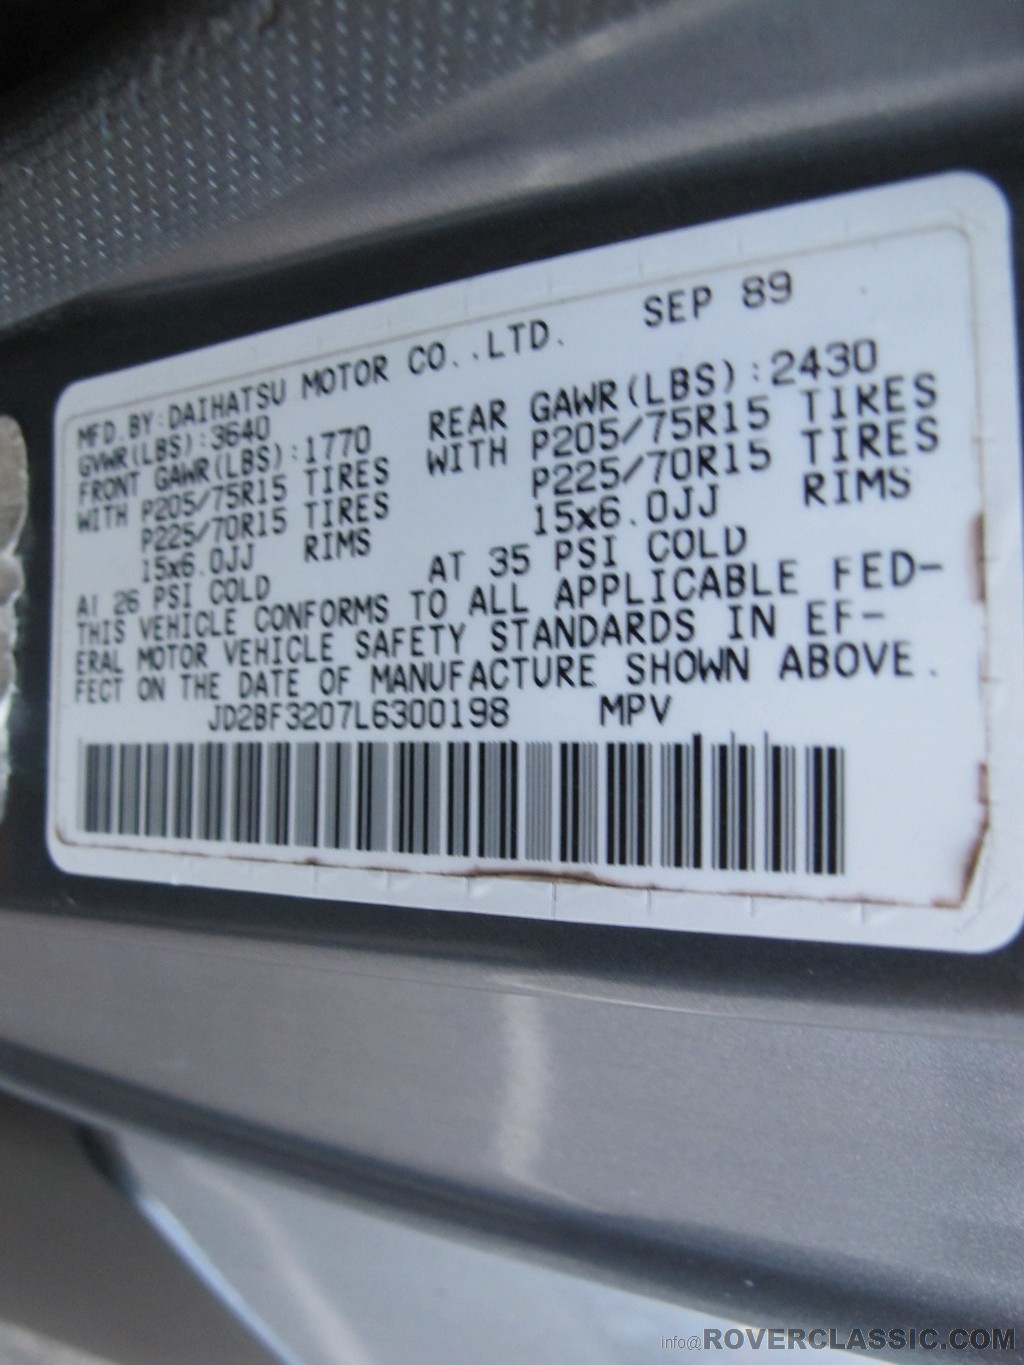 MFD. BY: DAIHATSU MOTOR CO.,LTD. SEP 89
GVWR(LBS):3640
FRONT GAWR(LBS):1770 REAR GAWR(LBS):2430
WITH P205/75R15 TIRES WITH P205/75R15 TIRES
P225/70R15 TIRES P225/70R15 TIRES
15x6.0JJ RIMS 15x6.0JJ RIMS
AT 26 PSI COLD AT 35 PSI COLD
THIS VEHICLE CONFORMS TO ALL APPLICABLE FED-
ERAL MOTOR VEHICLE SAFETY STANDARDS IN EF-
FECT ON THE DATE OF MANUFACTURE SHOWN ABOVE.
JD2BF3207L6300198 MPV
info@ROVERCLASSIC.COM